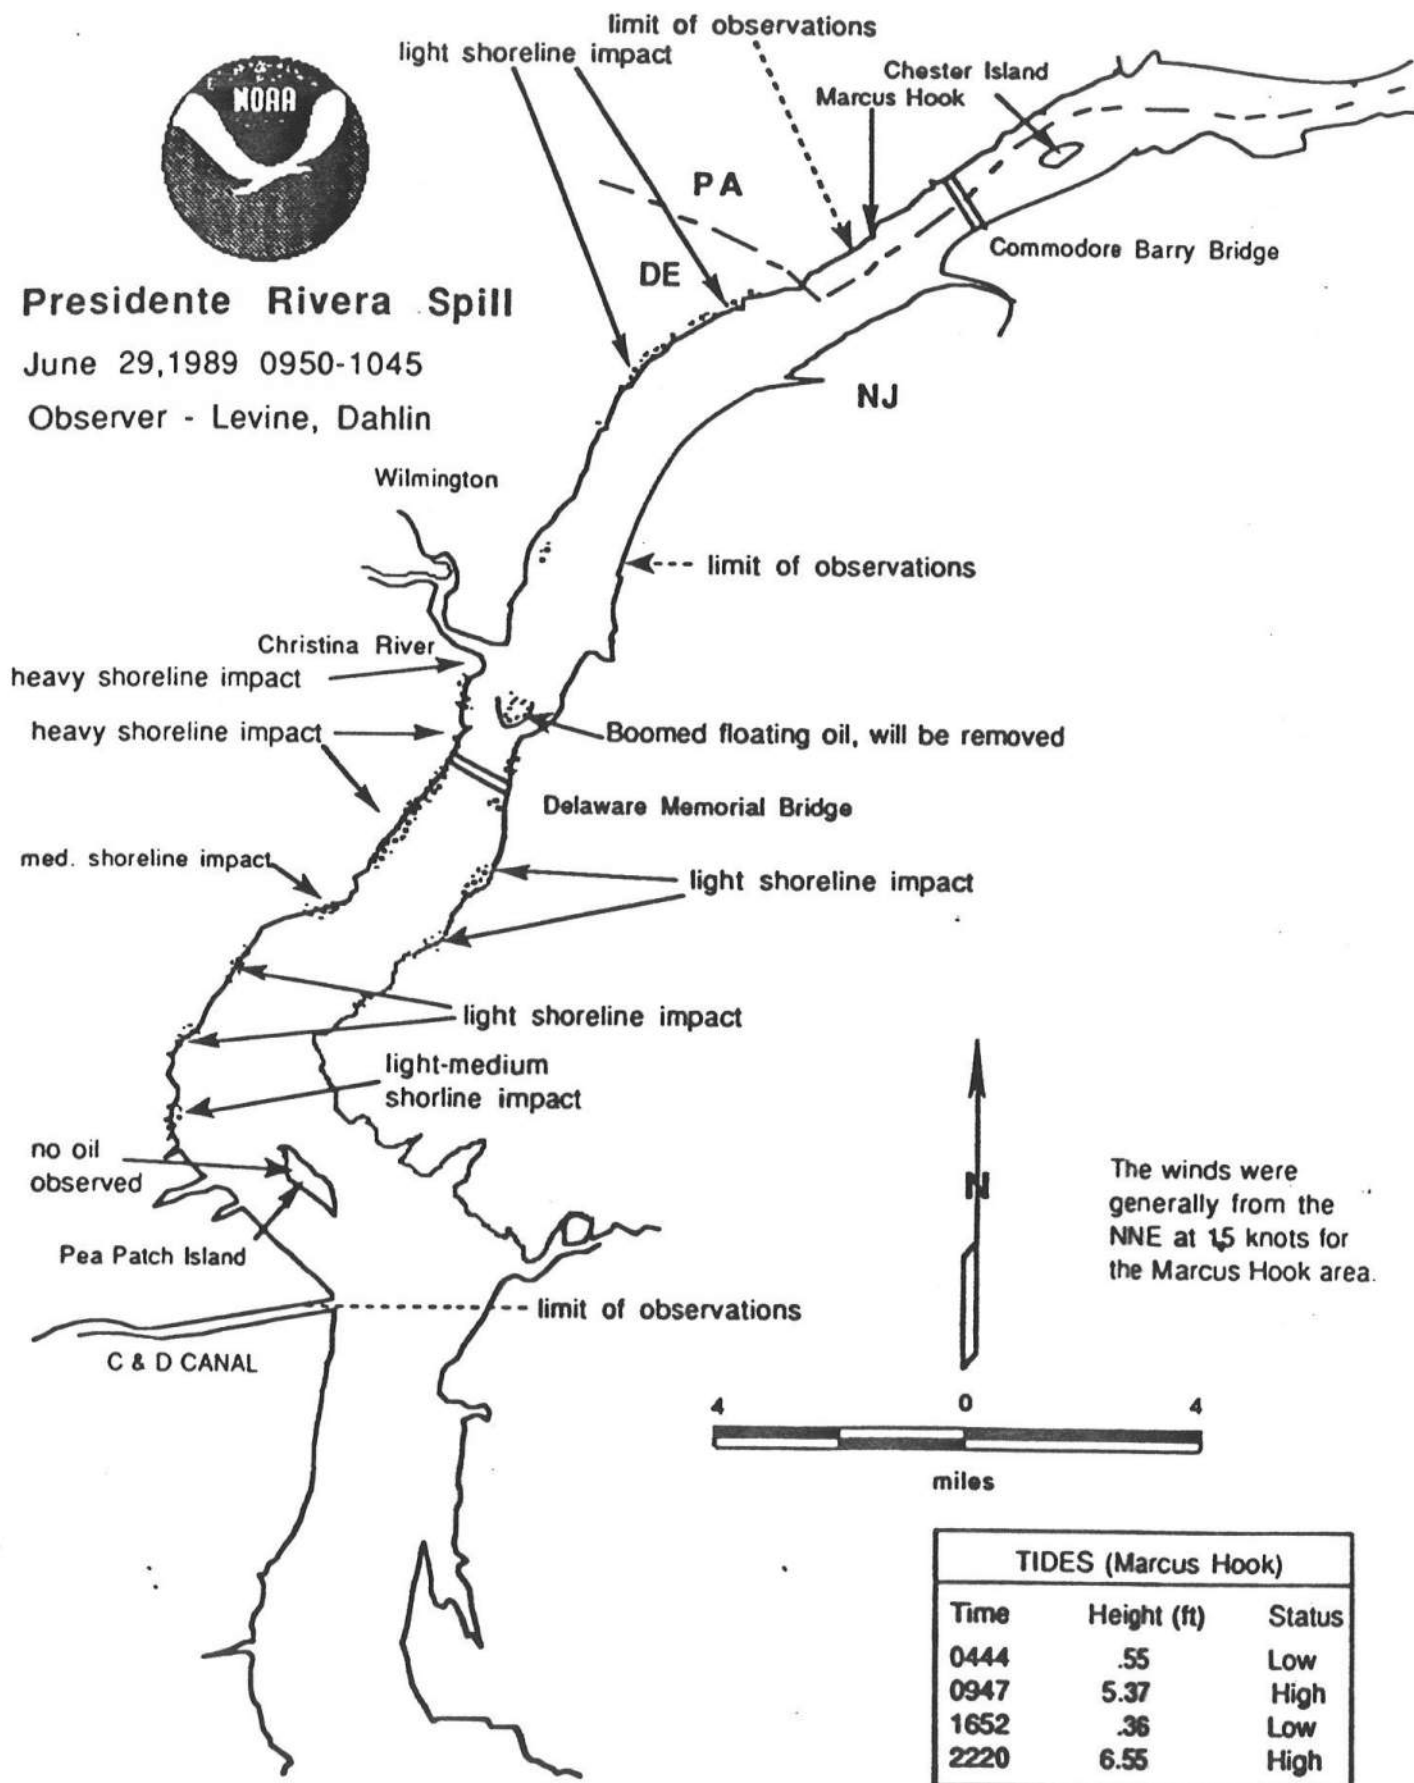 limit of observations
light shoreline impact
Chester Island
Marcus Hook
NOAA
PA
Commodore Barry Bridge
DE
Presidente Rivera Spill
June 29,1989 0950-1045
NJ
Observer - Levine, Dahlin
Wilmington
limit of observations
Christina River
heavy shoreline impact
heavy shoreline impact
Boomed floating oil, will be removed
Delaware Memorial Bridge
med. shoreline impact
light shoreline impact
light shoreline impact
light-medium
shorline impact
no oil
observed
N
The winds were
generally from the
NNE at 15 knots for
the Marcus Hook area.
Pea Patch Island
limit of observations
C & D CANAL
4 0 4
miles
TIDES (Marcus Hook)
Time Height (ft) Status
0444 .55 Low
0947 5.37 High
1652 .36 Low
2220 6.55 High